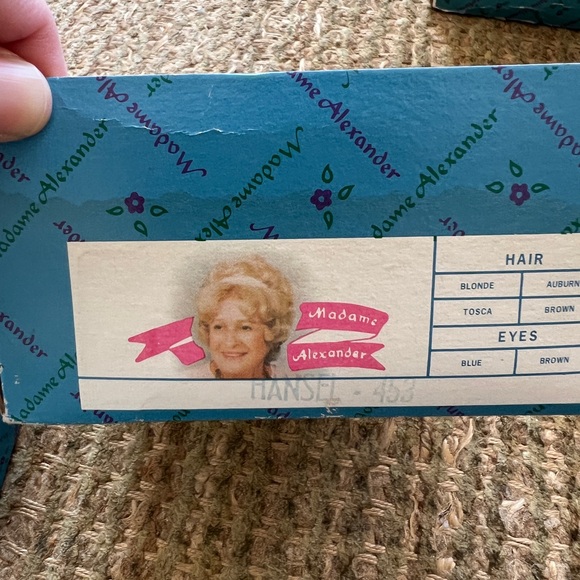 Madame Alexander
Madame Alexander
Madame Alexander
Madame Alexander
Madame
Alexander
HAIR
BLONDE AUBURN
TOSCA BROWN
EYES
BLUE BROWN
HANSEL - 453